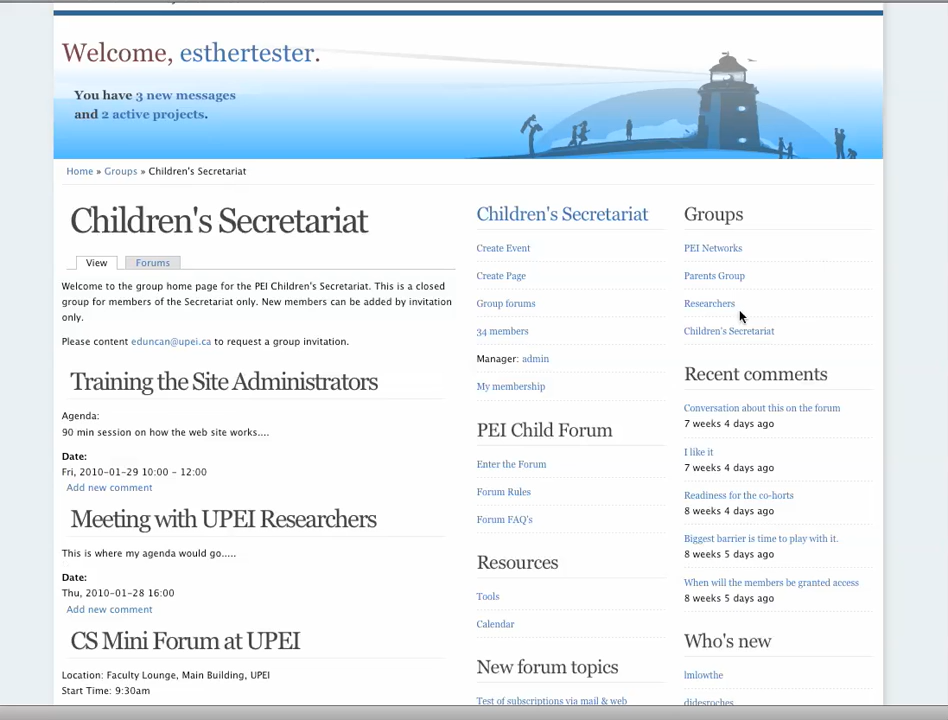 Welcome, esthertester.
You have 3 new messages
and 2 active projects.
Home » Groups » Children's Secretariat
Children's Secretariat
View
Forums
Welcome to the group home page for the PEI Children's Secretariat. This is a closed
group for members of the Secretariat only. New members can be added by invitation
only.
Please content eduncan@upei.ca to request a group invitation.
Training the Site Administrators
Agenda:
90 min session on how the web site works....
Date:
Fri, 2010-01-29 10:00 - 12:00
Add new comment
Meeting with UPEI Researchers
This is where my agenda would go.....
Date:
Thu, 2010-01-28 16:00
Add new comment
CS Mini Forum at UPEI
Location: Faculty Lounge, Main Building, UPEI
Start Time: 9:30am
Children's Secretariat
Create Event
Create Page
Group forums
34 members
Manager: admin
My membership
PEI Child Forum
Enter the Forum
Forum Rules
Forum FAQ's
Resources
Tools
Calendar
New forum topics
Test of subscriptions via mail & web
Groups
PEI Networks
Parents Group
Researchers
Children's Secretariat
Recent comments
Conversation about this on the forum
7 weeks 4 days ago
I like it
7 weeks 4 days ago
Readiness for the co-horts
8 weeks 4 days ago
Biggest barrier is time to play with it.
8 weeks 5 days ago
When will the members be granted access
8 weeks 5 days ago
Who's new
lmlowthe
didesroches